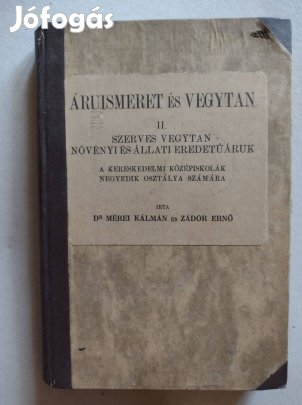 Jófogás
ÁRUISMERET ÉS VEGYTAN
II.
SZERVES VEGYTAN
NÖVÉNYI ÉS ÁLLATI EREDETŰ ÁRUK
A KERESKEDELMI KÖZÉPISKOLÁK
NEGYEDIK OSZTÁLYA SZÁMÁRA
IRTA
DR MÉREI KÁLMÁN ÉS ZÁDOR ERNŐ